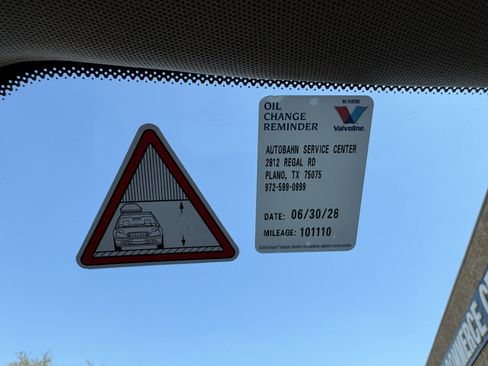 WE FEATURE
OIL
CHANGE
REMINDER
Valvoline.
AUTOBAHN SERVICE CENTER
2812 REGAL RD
PLANO, TX 75075
972-599-0999
DATE: 06/30/26
MILEAGE: 101110